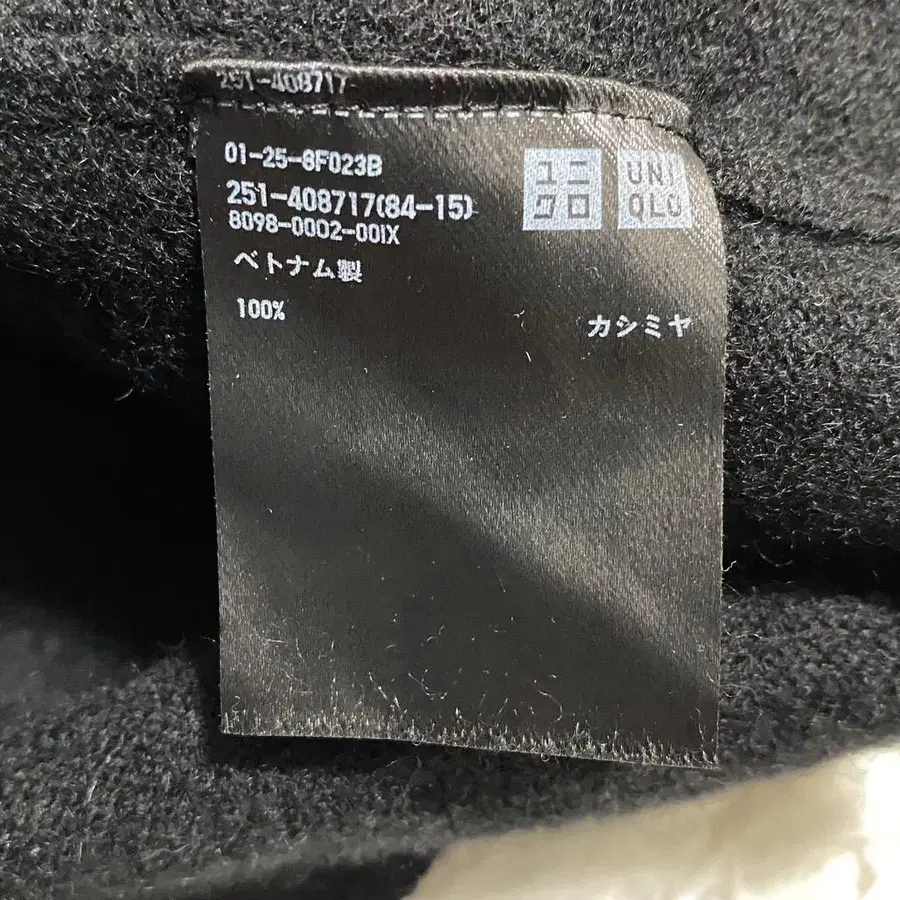 251-408717
01-25-8F023B
251-408717(84-15)
8098-0002-00IX
ユニ
クロ
UNI
QLO
ベトナム製
100% カシミヤ